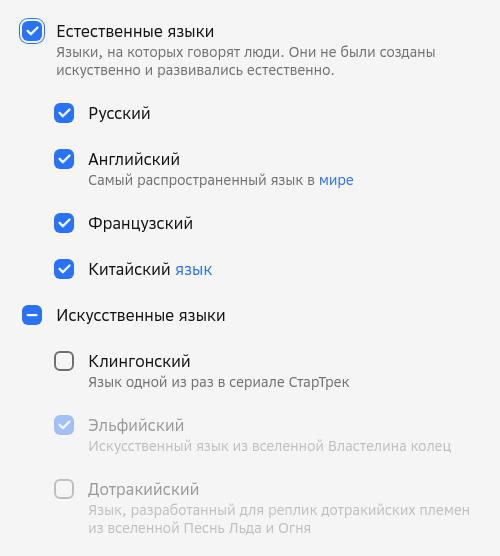 Естественные языки
Языки, на которых говорят люди. Они не были созданы
искуственно и развивались естественно.
Русский
Английский
Самый распространенный язык в мире
Французский
Китайский язык
Искусственные языки
Клингонский
Язык одной из раз в сериале СтарТрек
Эльфийский
Искусственный язык из вселенной Властелина колец
Дотракийский
Язык, разработанный для реплик дотракийских племен
из вселенной Песнь Льда и Огня